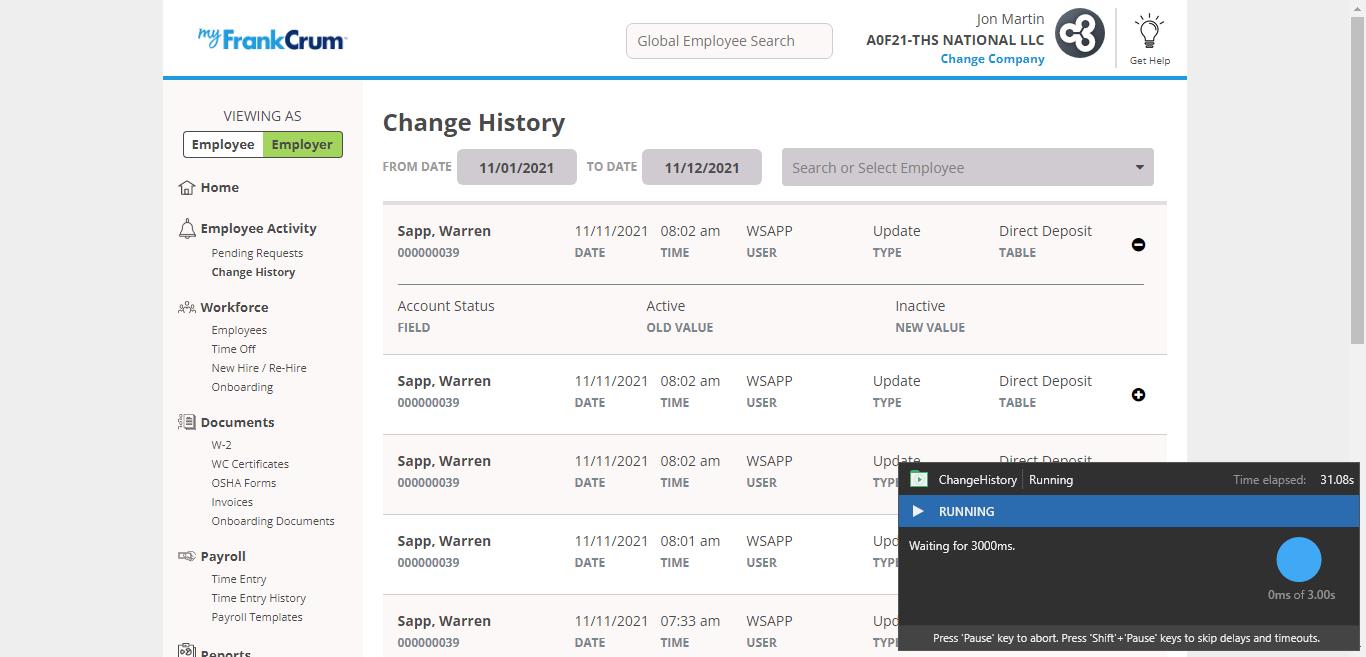 myFrankCrum
Global Employee Search
Jon Martin
A0F21-THS NATIONAL LLC
Change Company
Get Help
VIEWING AS
Employee Employer
Home
Employee Activity
Pending Requests
Change History
Workforce
Employees
Time Off
New Hire / Re-Hire
Onboarding
Documents
W-2
WC Certificates
OSHA Forms
Invoices
Onboarding Documents
Payroll
Time Entry
Time Entry History
Payroll Templates
Reports
Change History
FROM DATE 11/01/2021 TO DATE 11/12/2021 Search or Select Employee
Sapp, Warren 11/11/2021 08:02 am WSAPP Update Direct Deposit
000000039 DATE TIME USER TYPE TABLE
Account Status Active Inactive
FIELD OLD VALUE NEW VALUE
Sapp, Warren 11/11/2021 08:02 am WSAPP Update Direct Deposit
000000039 DATE TIME USER TYPE TABLE
Sapp, Warren 11/11/2021 08:02 am WSAPP Update Direct Deposit
000000039 DATE TIME USER TYPE
Sapp, Warren 11/11/2021 08:01 am WSAPP Upd
000000039 DATE TIME USER TYPE
Sapp, Warren 11/11/2021 07:33 am WSAPP Upd
000000039 DATE TIME USER TYPE
ChangeHistory Running Time elapsed: 31.08s
RUNNING
Waiting for 3000ms.
0ms of 3.00s
Press 'Pause' key to abort. Press 'Shift'+'Pause' keys to skip delays and timeouts.